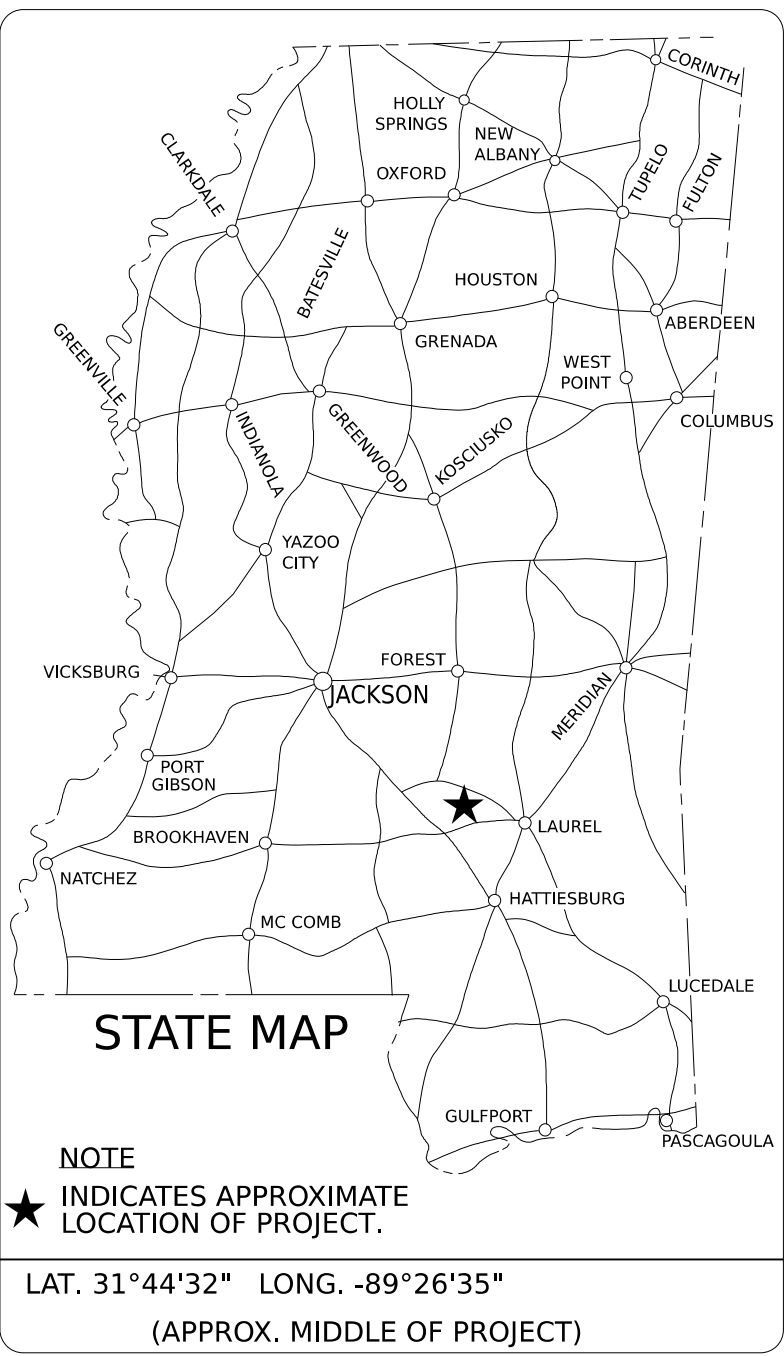 CORINTH
HOLLY
SPRINGS
NEW
ALBANY
CLARKDALE
OXFORD
TUPELO
FULTON
BATESVILLE
HOUSTON
ABERDEEN
GREENVILLE
GRENADA
WEST
POINT
COLUMBUS
INDIANOLA
GREENWOOD
KOSCIUSKO
YAZOO
CITY
VICKSBURG
FOREST
JACKSON
MERIDIAN
PORT
GIBSON
BROOKHAVEN
LAUREL
NATCHEZ
HATTIESBURG
MC COMB
LUCEDALE
STATE MAP
GULFPORT
PASCAGOULA
NOTE
INDICATES APPROXIMATE
LOCATION OF PROJECT.
LAT. 31°44'32" LONG. -89°26'35"
(APPROX. MIDDLE OF PROJECT)